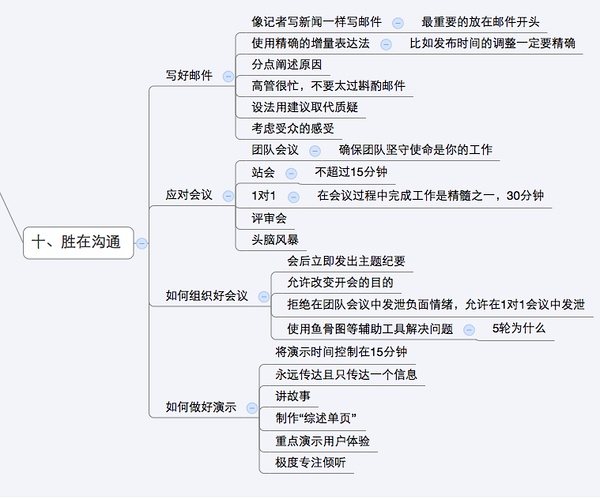 十、胜在沟通
写好邮件
像记者写新闻一样写邮件 最重要的放在邮件开头
使用精确的增量表达法 比如发布时间的调整一定要精确
分点阐述原因
高管很忙，不要太过斟酌邮件
设法用建议取代质疑
考虑受众的感受
应对会议
团队会议 确保团队坚守使命是你的工作
站会 不超过15分钟
1对1 在会议过程中完成工作是精髓之一，30分钟
评审会
头脑风暴
如何组织好会议
会后立即发出主题纪要
允许改变开会的目的
拒绝在团队会议中发泄负面情绪，允许在1对1会议中发泄
使用鱼骨图等辅助工具解决问题 5轮为什么
如何做好演示
将演示时间控制在15分钟
永远传达且只传达一个信息
讲故事
制作“综述单页”
重点演示用户体验
极度专注倾听